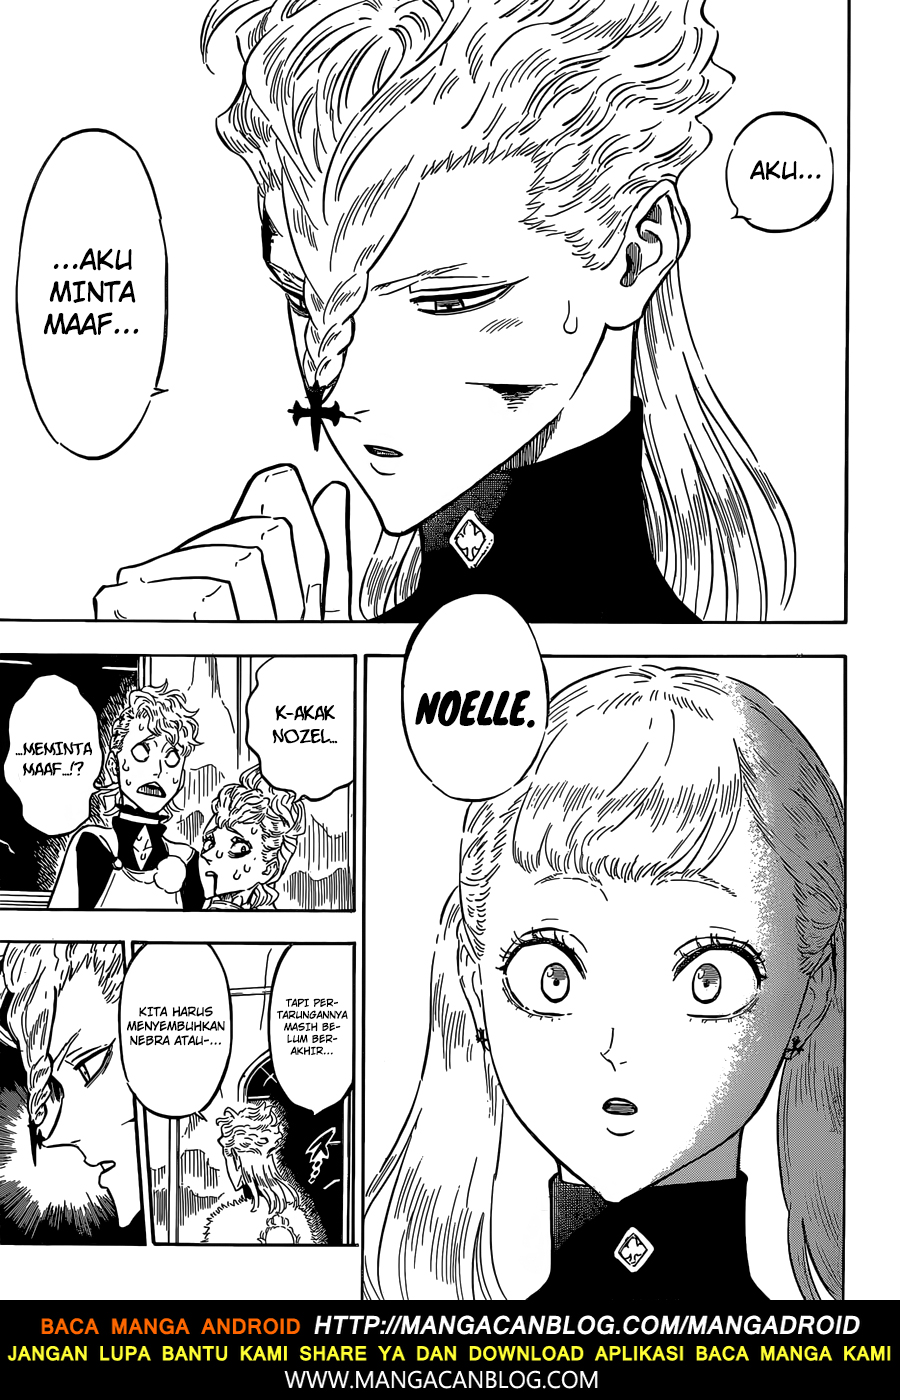 AKU...
...AKU
MINTA
MAAF...
NOELLE.
K-AKAK
NOZEL...
...MEMINTA
MAAF...!?
TAPI PER-
TARUNGANNYA
MASIH BE-
LUM BER-
AKHIR...
KITA HARUS
MENYEMBUHKAN
NEBRA ATAU-...
BACA MANGA ANDROID HTTP://MANGACANBLOG.COM/MANGADROID
JANGAN LUPA BANTU KAMI SHARE YA DAN DOWNLOAD APLIKASI BACA MANGA KAMI
WWW.MANGACANBLOG.COM